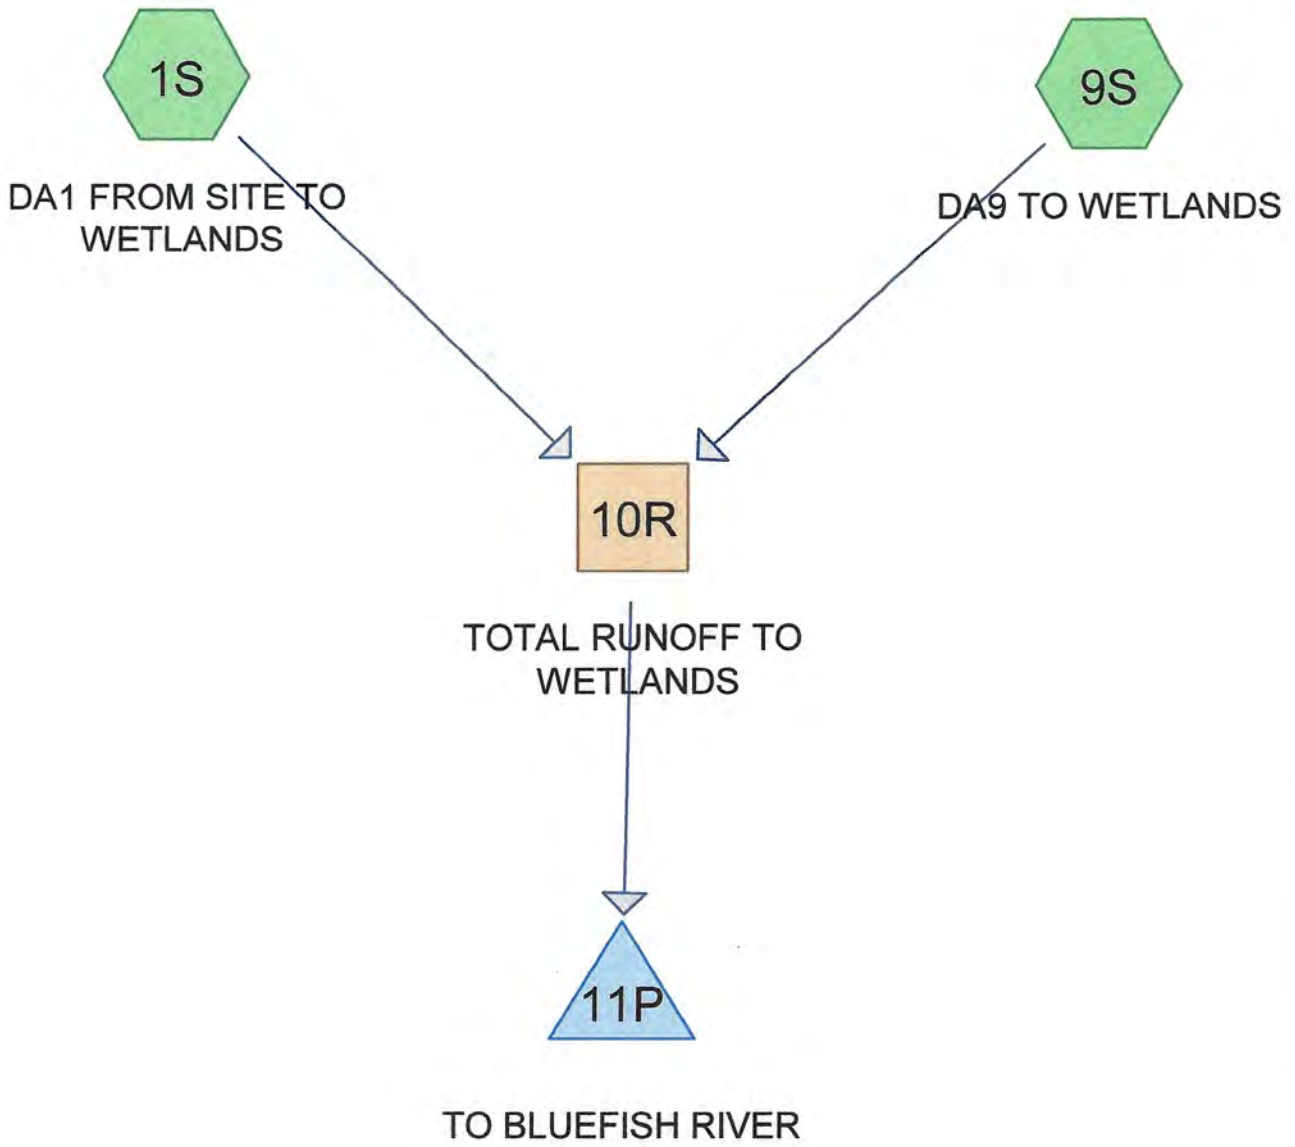 1S
DA1 FROM SITE TO
WETLANDS
9S
DA9 TO WETLANDS
10R
TOTAL RUNOFF TO
WETLANDS
11P
TO BLUEFISH RIVER